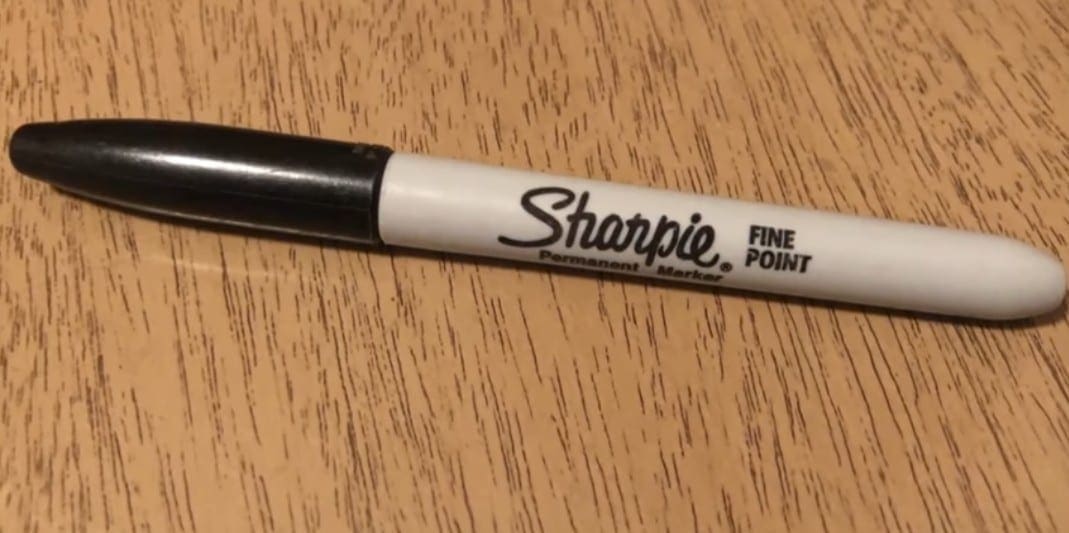 Sharpie®
Permanent Marker
FINE
POINT